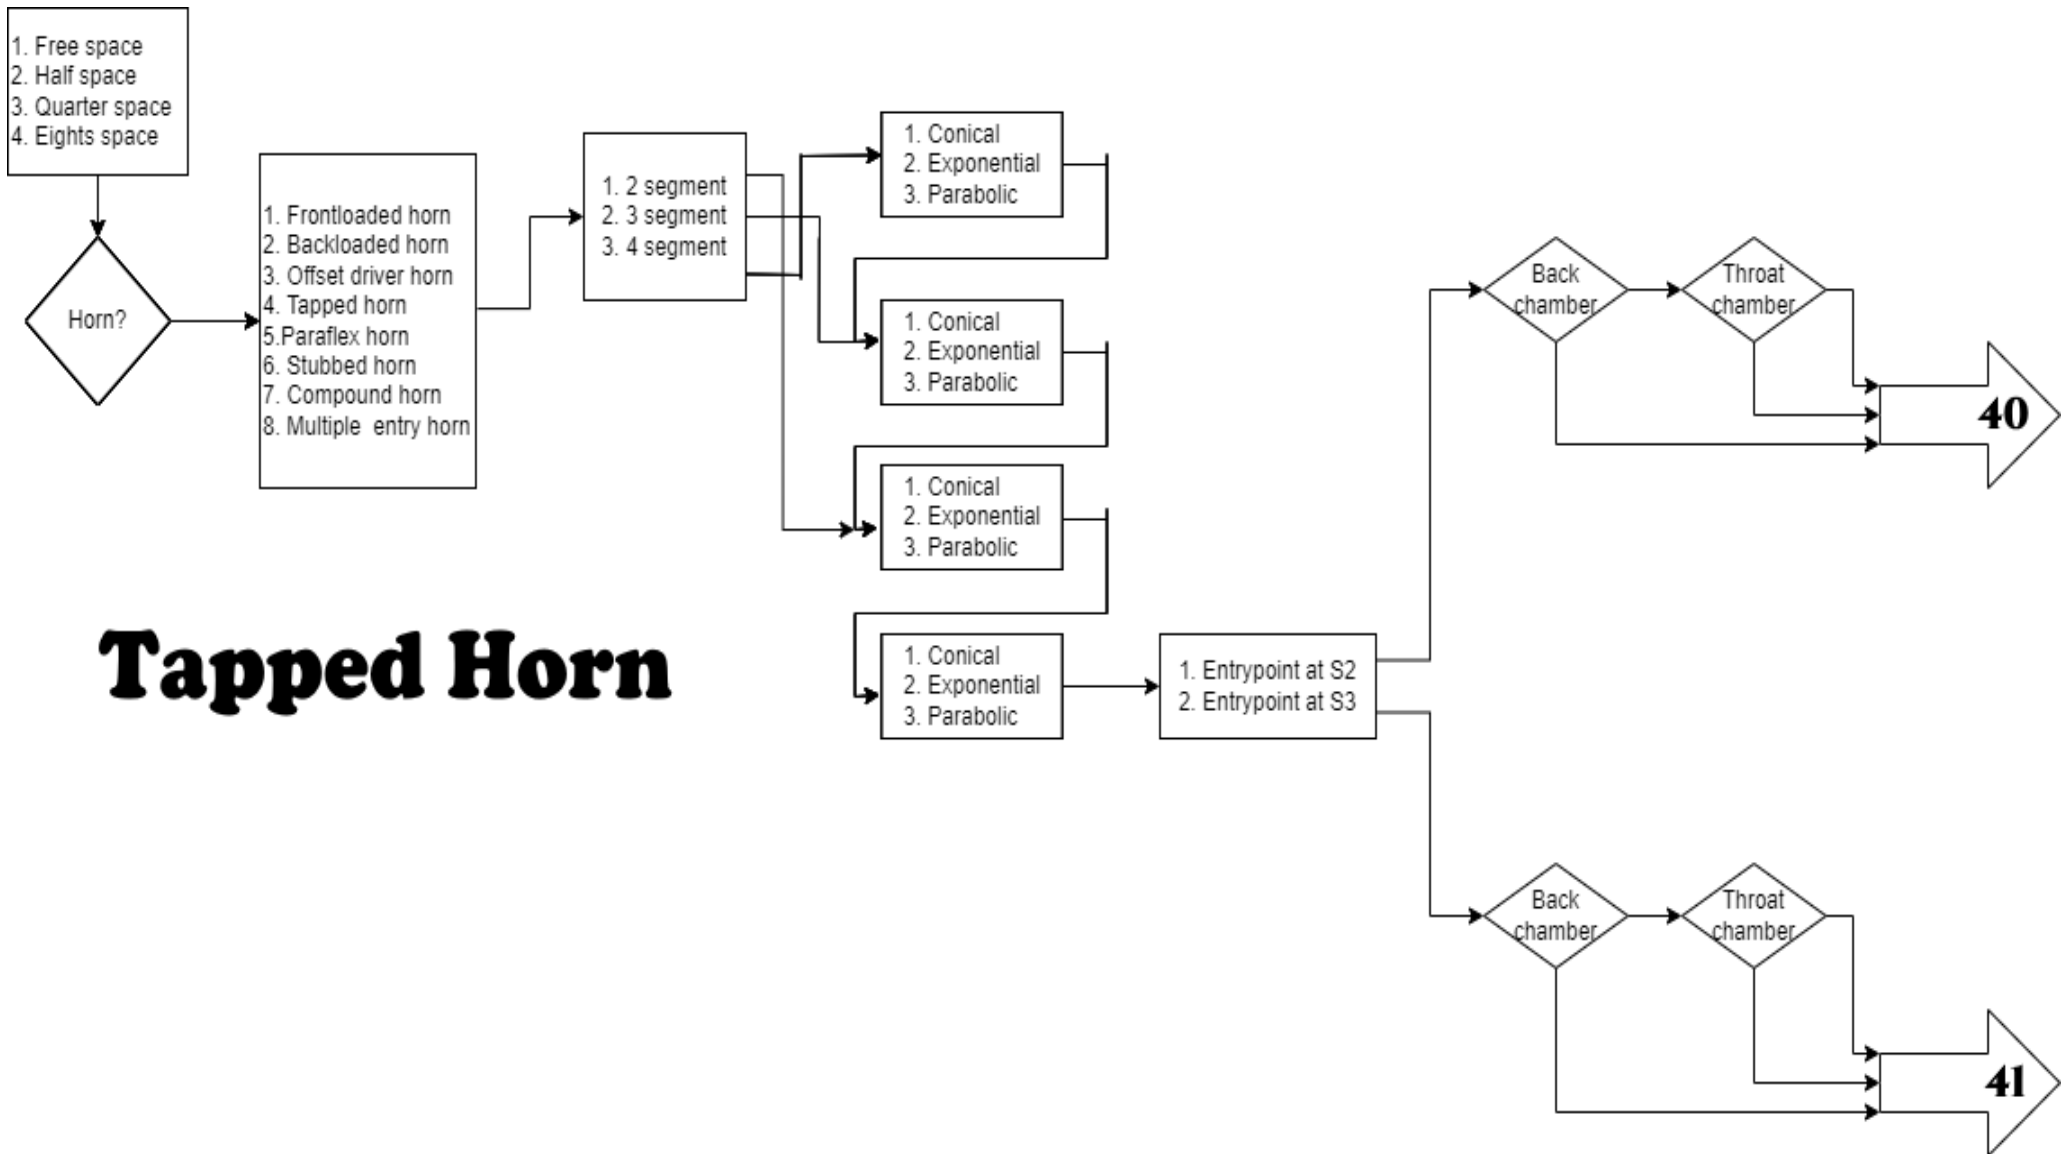 1. Free space
2. Half space
3. Quarter space
4. Eights space
Horn?
1. Frontloaded horn
2. Backloaded horn
3. Offset driver horn
4. Tapped horn
5.Paraflex horn
6. Stubbed horn
7. Compound horn
8. Multiple entry horn
1. 2 segment
2. 3 segment
3. 4 segment
1. Conical
2. Exponential
3. Parabolic
1. Conical
2. Exponential
3. Parabolic
1. Conical
2. Exponential
3. Parabolic
1. Conical
2. Exponential
3. Parabolic
Tapped Horn
1. Entrypoint at S2
2. Entrypoint at S3
Back
chamber
Throat
chamber
40
Back
chamber
Throat
chamber
41